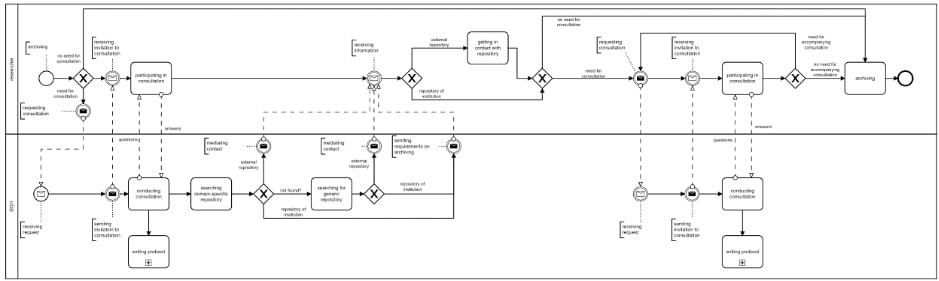 researcher
archiving
no need for
consultation
receiving
invitation to
consultation
participating in
consultation
need for
consultation
requesting
consultation
receiving
information
external
repository
getting in
contact with
repository
repository of
institution
no need for
consultation
need for
consultation
requesting
consultation
receiving
invitation to
consultation
participating in
consultation
need for
accompanying
consultation
no need for
accompanying
consultation
archiving
questions
answers
questions
answers
receiving
request
sending
invitation to
consultation
conducting
consultation
writing protocol
searching
domain-specific
repository
mediating
contact
external
repository
not found?
repository of
institution
searching for
generic
repository
mediating
contact
external
repository
sending
requirements on
archiving
repository of
institution
receiving
request
sending
invitation to
consultation
conducting
consultation
writing protocol